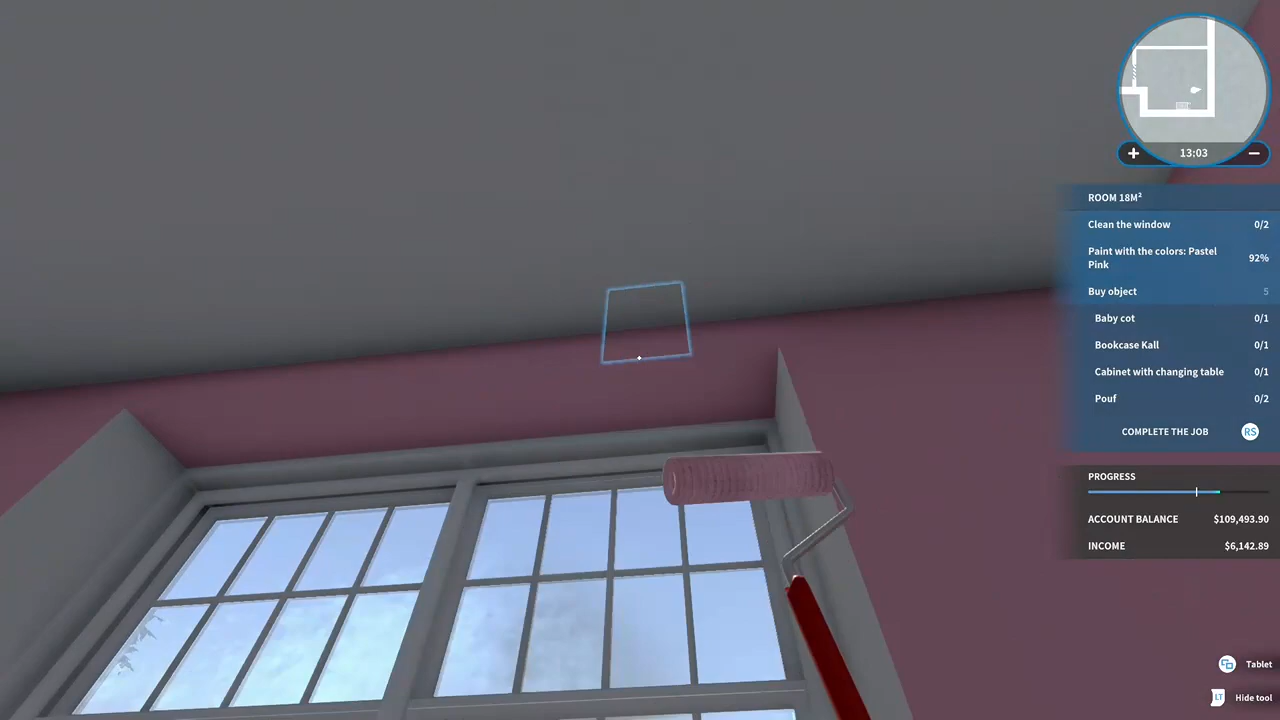 13:03
ROOM 18M²
Clean the window 0/2
Paint with the colors: Pastel
Pink 92%
Buy object 5
Baby cot 0/1
Bookcase Kall 0/1
Cabinet with changing table 0/1
Pouf 0/2
COMPLETE THE JOB RS
PROGRESS
ACCOUNT BALANCE $109,493.90
INCOME $6,142.89
Tablet
LT Hide tool